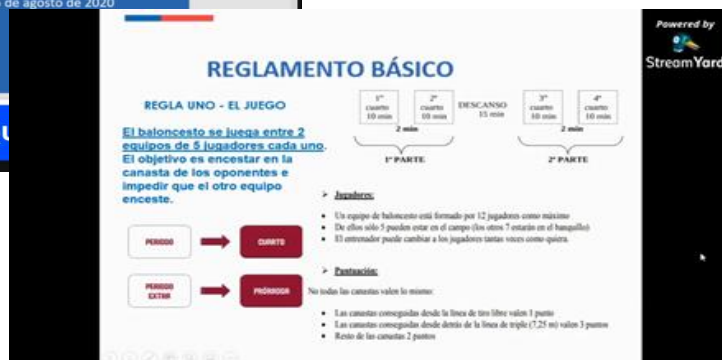 de agosto de 2020
Powered by
StreamYard
REGLAMENTO BÁSICO
REGLA UNO - EL JUEGO
El baloncesto se juega entre 2
equipos de 5 jugadores cada uno.
El objetivo es encestar en la
canasta de los oponentes e
impedir que el otro equipo
enceste.
PERIODO
CUARTO
PERIODO
EXTRA
PRÓRROGA
1er
cuarto
10 min
2º
cuarto
10 min
DESCANSO
15 min
3er
cuarto
10 min
4º
cuarto
10 min
2 min
2 min
1ª PARTE
2ª PARTE
Jugadores:
Un equipo de baloncesto está formado por 12 jugadores como máximo
De ellos sólo 5 pueden estar en el campo (los otros 7 estarán en el banquillo)
El entrenador puede cambiar a los jugadores tantas veces como quiera.
Puntuación:
No todas las canastas valen lo mismo:
Las canastas conseguidas desde la línea de tiro libre valen 1 punto
Las canastas conseguidas desde detrás de la línea de triple (7,25 m) valen 3 puntos
Resto de las canastas 2 puntos